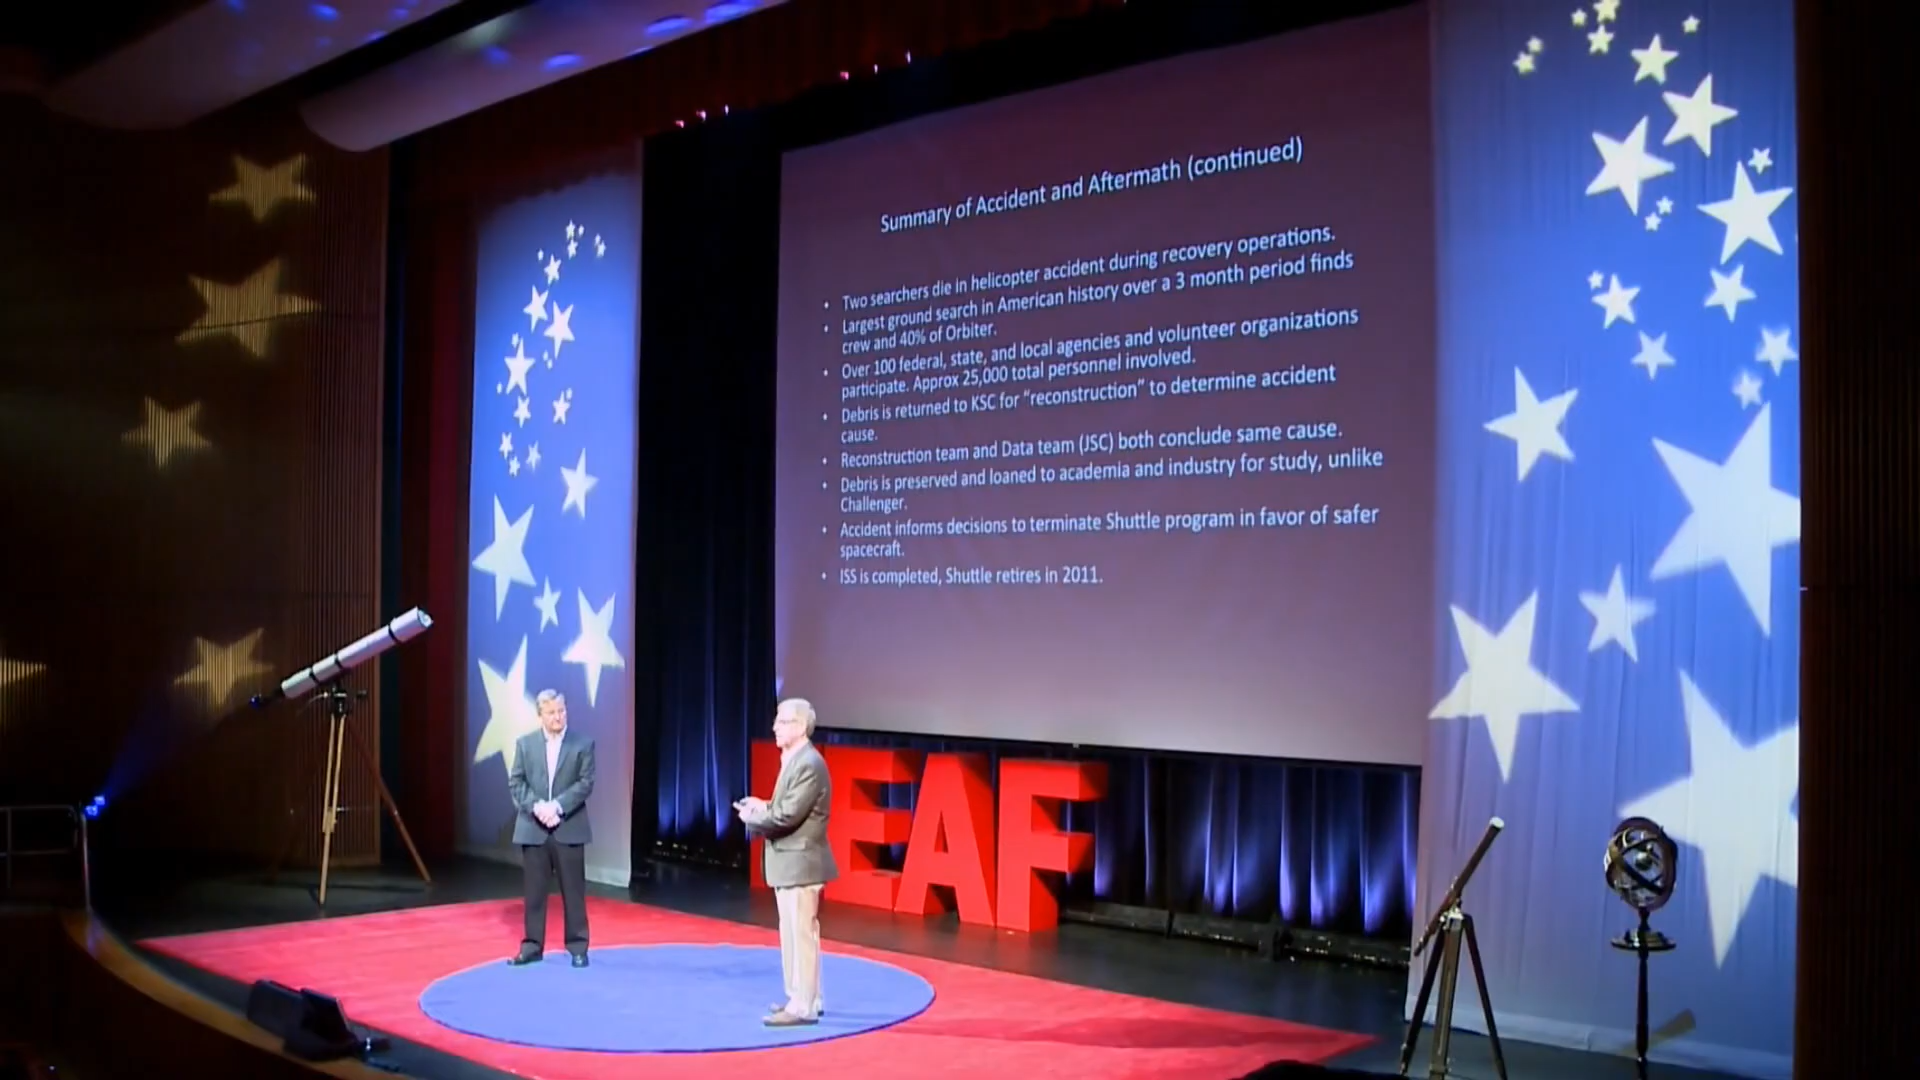 Summary of Accident and Aftermath (continued)
• Two searchers die in helicopter accident during recovery operations.
• Largest ground search in American history over a 3 month period finds
crew and 40% of Orbiter.
• Over 100 federal, state, and local agencies and volunteer organizations
participate. Approx 25,000 total personnel involved.
• Debris is returned to KSC for “reconstruction” to determine accident
cause.
• Reconstruction team and Data team (JSC) both conclude same cause.
• Debris is preserved and loaned to academia and industry for study, unlike
Challenger.
• Accident informs decisions to terminate Shuttle program in favor of safer
spacecraft.
• ISS is completed, Shuttle retires in 2011.
EAF